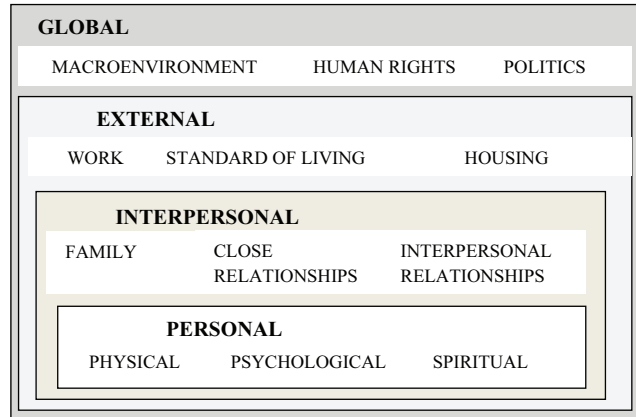 GLOBAL
MACROENVIRONMENT HUMAN RIGHTS POLITICS
EXTERNAL
WORK STANDARD OF LIVING HOUSING
INTERPERSONAL
FAMILY CLOSE INTERPERSONAL
RELATIONSHIPS RELATIONSHIPS
PERSONAL
PHYSICAL PSYCHOLOGICAL SPIRITUAL